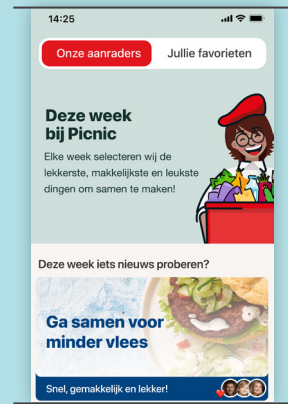 14:25
Onze aanraders
Jullie favorieten
Deze week
bij Picnic
Elke week selecteren wij de
lekkerste, makkelijkste en leukste
dingen om samen te maken!
Deze week iets nieuws proberen?
Ga samen voor
minder vlees
Snel, gemakkelijk en lekker!